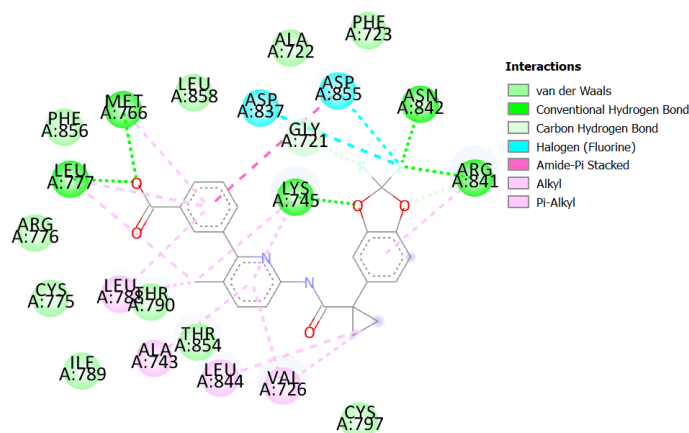 PHE
A:723
ALA
A:722
LEU
A:858
ASP
A:855
ASP
A:837
ASN
A:842
MET
A:766
PHE
A:856
GLY
A:721
ARG
A:841
LEU
A:777
LYS
A:745
O
O
F
F
O
O
ARG
A:776
N
N
O
CYS
A:775
LEU
A:788
THR
A:790
THR
A:854
ALA
A:743
ILE
A:789
LEU
A:844
VAL
A:726
CYS
A:797
Interactions
van der Waals
Conventional Hydrogen Bond
Carbon Hydrogen Bond
Halogen (Fluorine)
Amide-Pi Stacked
Alkyl
Pi-Alkyl